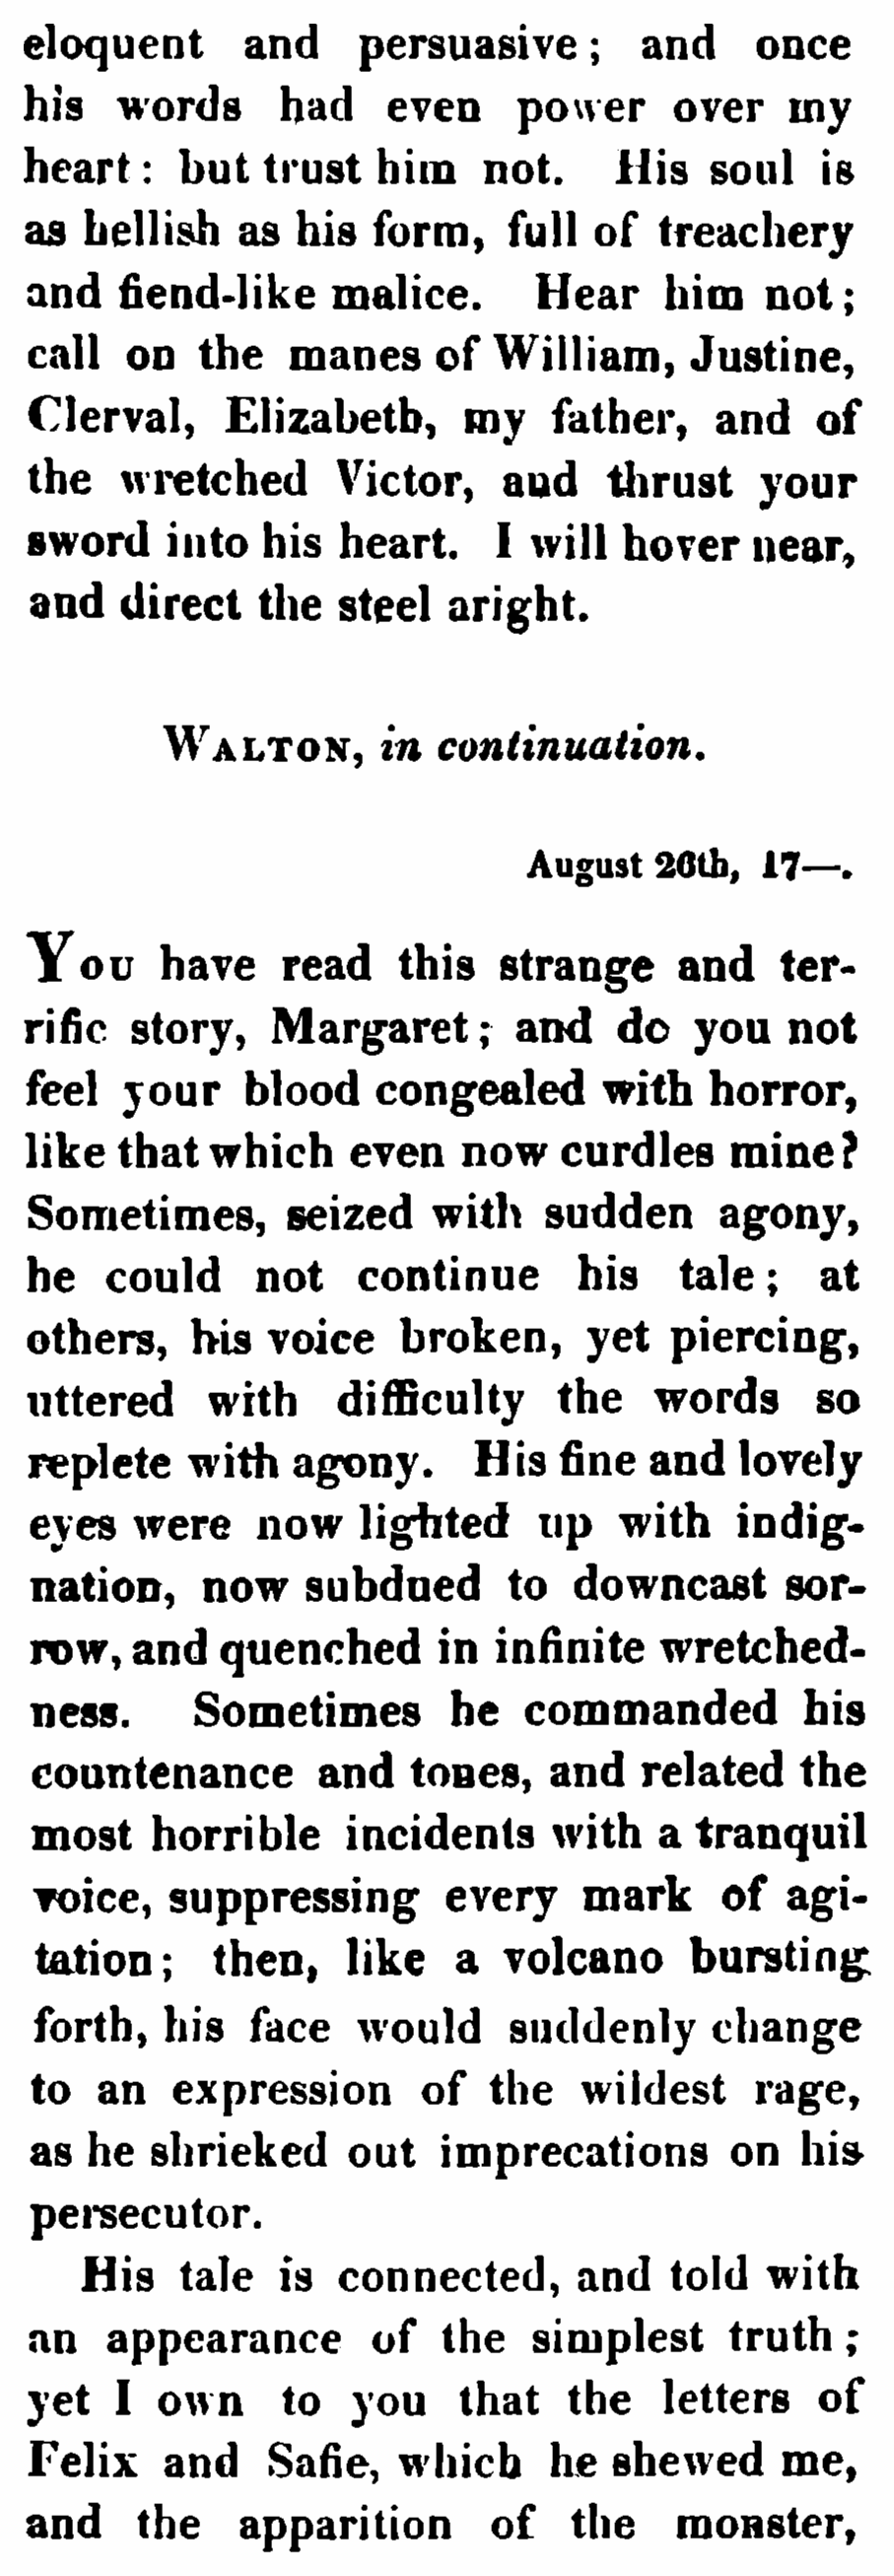 eloquent and persuasive; and once
his words had even power over my
heart: but trust him not. His soul is
as hellish as his form, full of treachery
and fiend-like malice. Hear him not;
call on the manes of William, Justine,
Clerval, Elizabeth, my father, and of
the wretched Victor, and thrust your
sword into his heart. I will hover near,
and direct the steel aright.
WALTON, in continuation.
August 26th, 17—.
YOU have read this strange and ter-
rific story, Margaret; and do you not
feel your blood congealed with horror,
like that which even now curdles mine?
Sometimes, seized with sudden agony,
he could not continue his tale; at
others, his voice broken, yet piercing,
uttered with difficulty the words so
replete with agony. His fine and lovely
eyes were now lighted up with indig-
nation, now subdued to downcast sor-
row, and quenched in infinite wretched-
ness. Sometimes he commanded his
countenance and tones, and related the
most horrible incidents with a tranquil
voice, suppressing every mark of agi-
tation; then, like a volcano bursting
forth, his face would suddenly change
to an expression of the wildest rage,
as he shrieked out imprecations on his
persecutor.
His tale is connected, and told with
an appearance of the simplest truth;
yet I own to you that the letters of
Felix and Safie, which he shewed me,
and the apparition of the monster,